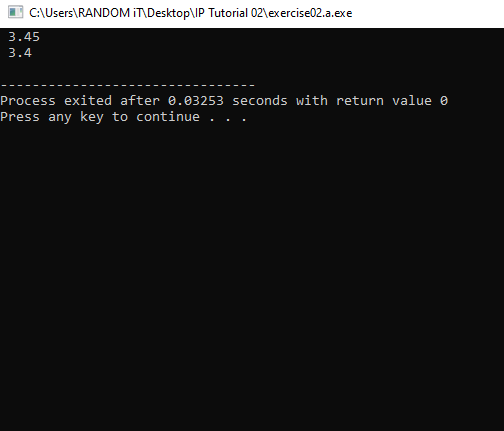 C:\Users\RANDOM iT\Desktop\IP Tutorial 02\exercise02.a.exe
3.45
3.4
--------------------------------
Process exited after 0.03253 seconds with return value 0
Press any key to continue . . .